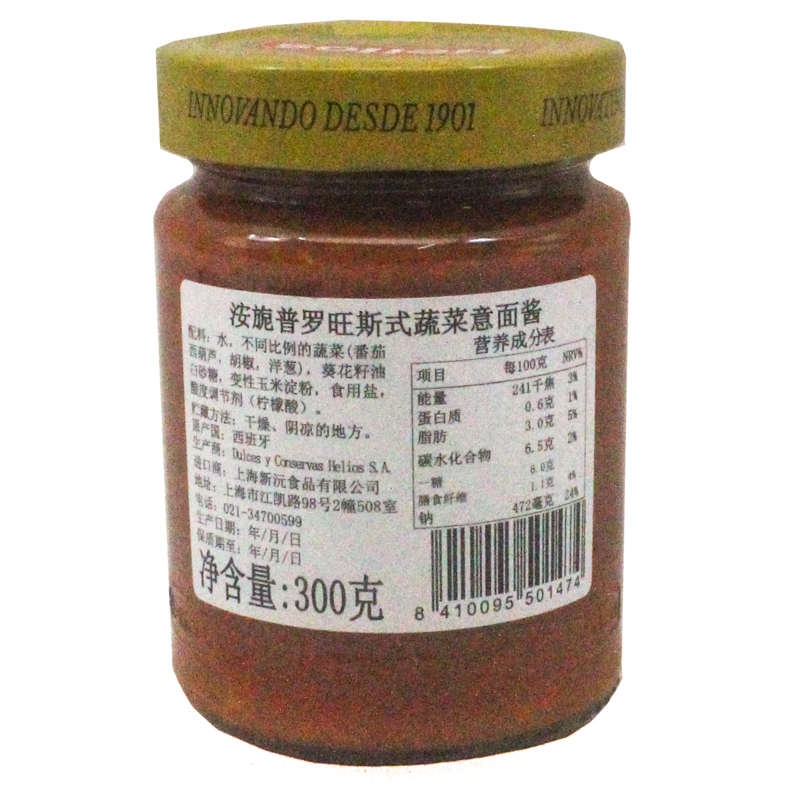 INNOVANDO DESDE 1901
INNOVATI
洝旎普罗旺斯式蔬菜意面酱
配料：水，不同比例的蔬菜(番茄
西葫芦，胡椒，洋葱)，葵花籽油
白砂糖，变性玉米淀粉，食用盐，
酸度调节剂（柠檬酸）。
贮藏方法：干燥、阴凉的地方。
原产国：西班牙
生产商：Dulces y Conservas Helios S.A.
进口商：上海新沅食品有限公司
地址：上海市江凯路98号2幢508室
电话：021-34700599
生产日期：年/月/日
保质期至：年/月/日
净含量:300克
营养成分表
项目 每100克 NRV%
能量 241千焦 3%
蛋白质 0.6克 1%
脂肪 3.0克 5%
碳水化合物 6.5克 2%
—糖 6.0克
膳食纤维 1.1克 4%
钠 472毫克 24%
8 410095 501474